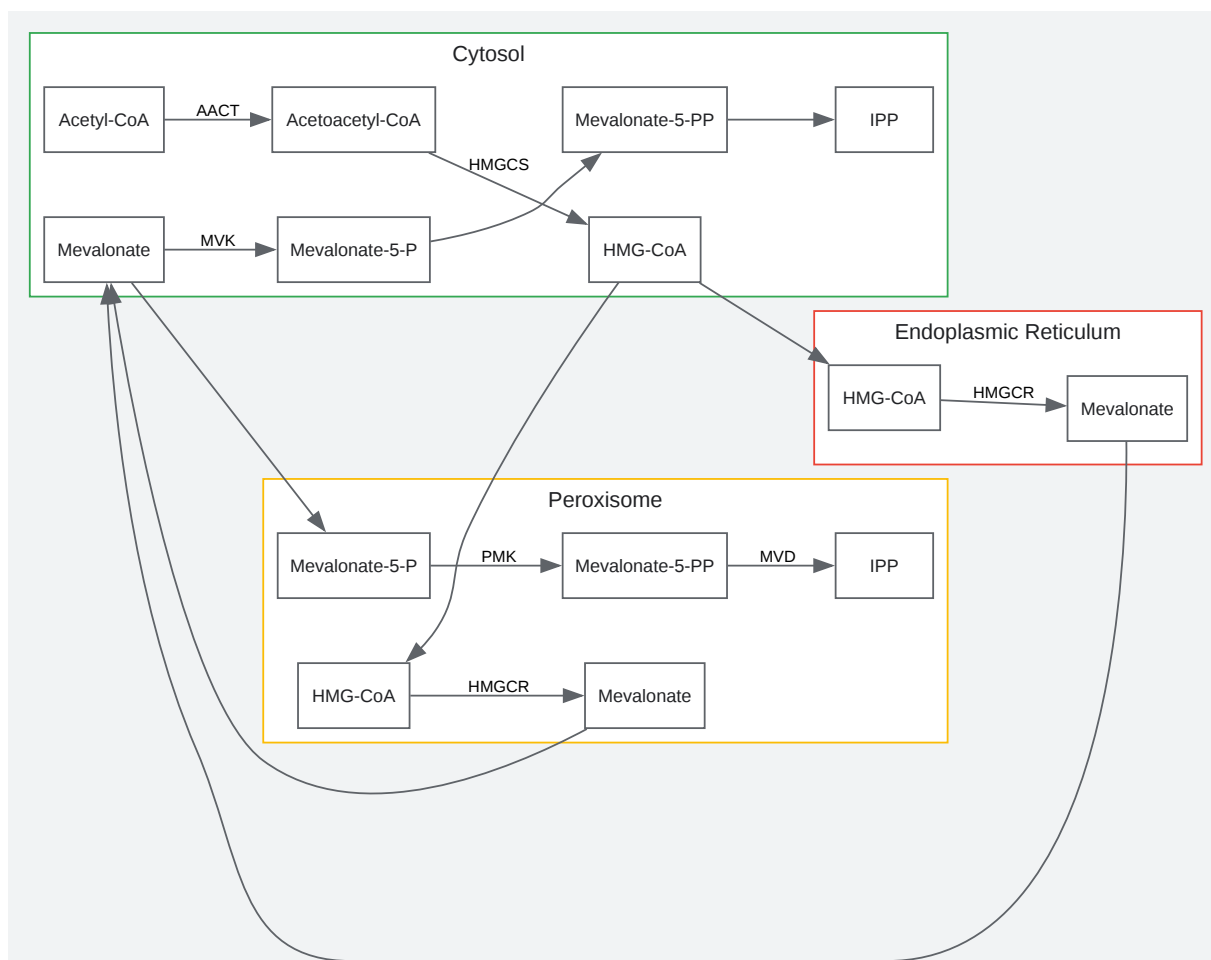 Cytosol
Acetyl-CoA
AACT
Acetoacetyl-CoA
Mevalonate-5-PP
IPP
HMGCS
Mevalonate
MVK
Mevalonate-5-P
HMG-CoA
Endoplasmic Reticulum
HMG-CoA
HMGCR
Mevalonate
Peroxisome
Mevalonate-5-P
PMK
Mevalonate-5-PP
MVD
IPP
HMG-CoA
HMGCR
Mevalonate